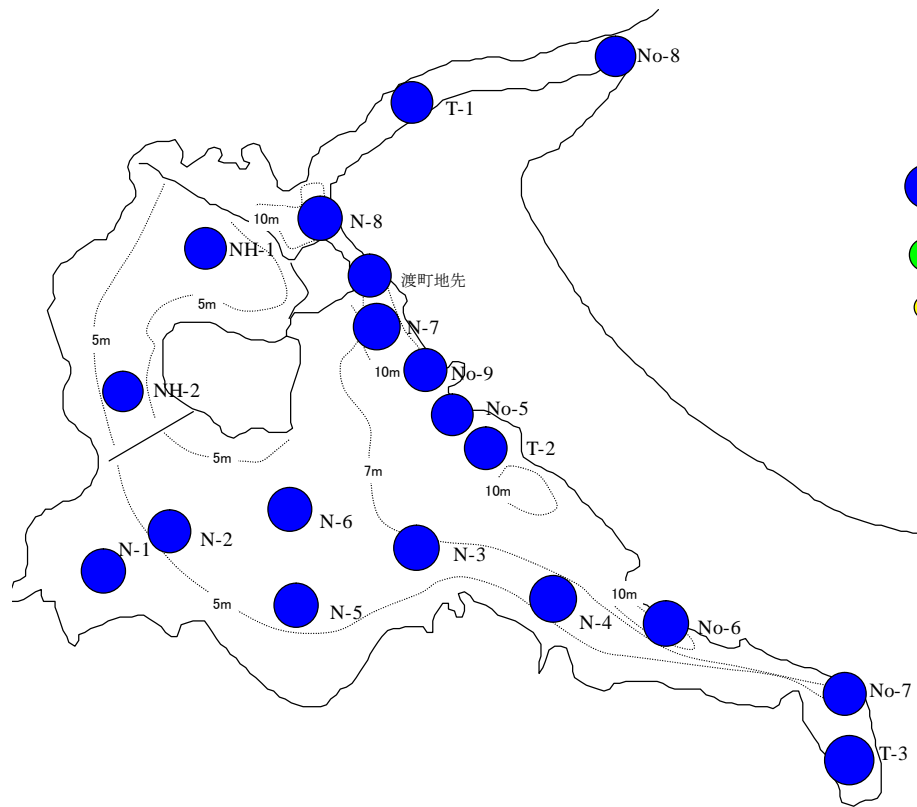 No-8
T-1
10m
N-8
NH-1
渡町地先
5m
N-7
5m
10m
No-9
NH-2
No-5
T-2
5m
7m
10m
N-6
N-2
N-1
N-3
10m
5m
N-5
N-4
No-6
No-7
T-3